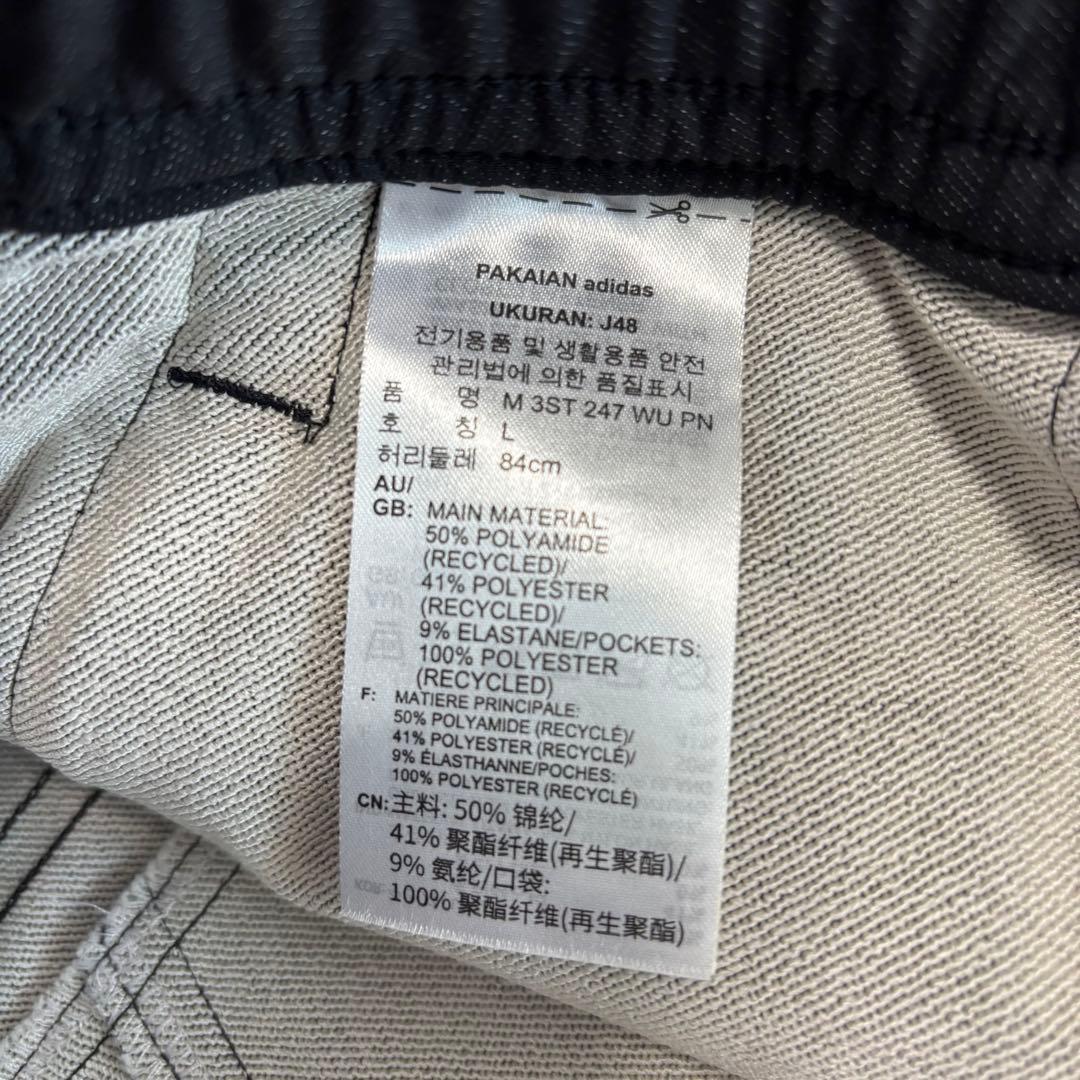 PAKAIAN adidas
UKURAN: J48
전기용품 및 생활용품 안전
관리법에 의한 품질표시
품 명 M 3ST 247 WU PN
호 칭 L
허리둘레 84cm
AU/
GB: MAIN MATERIAL:
50% POLYAMIDE
(RECYCLED)/
41% POLYESTER
(RECYCLED)/
9% ELASTANE/POCKETS:
100% POLYESTER
(RECYCLED)
F: MATIERE PRINCIPALE:
50% POLYAMIDE (RECYCLÉ)/
41% POLYESTER (RECYCLÉ)/
9% ÉLASTHANNE/POCHES:
100% POLYESTER (RECYCLÉ)
CN: 主料: 50% 锦纶/
41% 聚酯纤维(再生聚酯)/
9% 氨纶/口袋:
100% 聚酯纤维(再生聚酯)